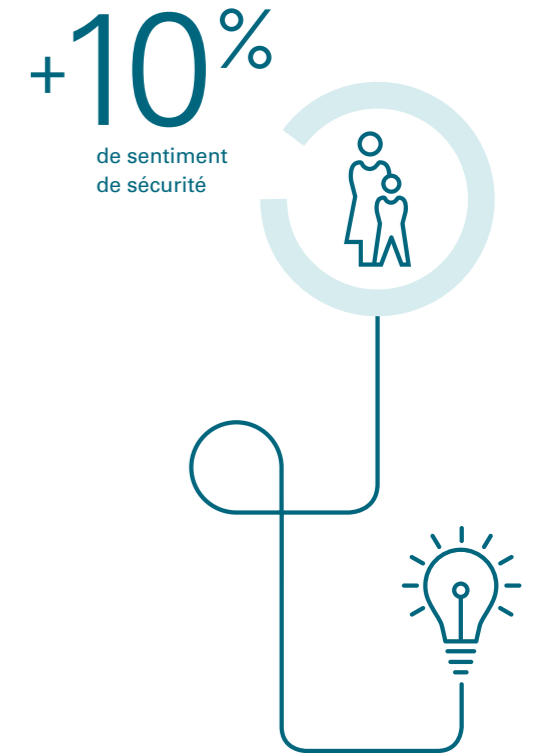 +10%
de sentiment
de sécurité